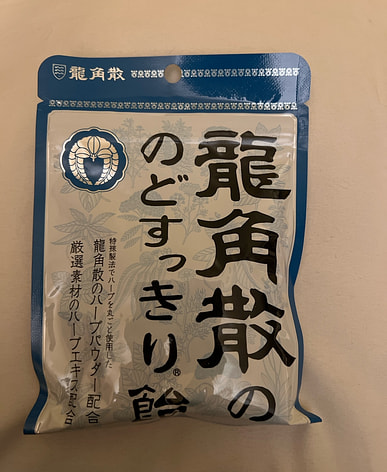 龍角散
龍角散の
のどすっきり飴®
特殊製法でハーブを丸ごと使用した
龍角散のハーブパウダー配合
厳選素材のハーブエキス配合